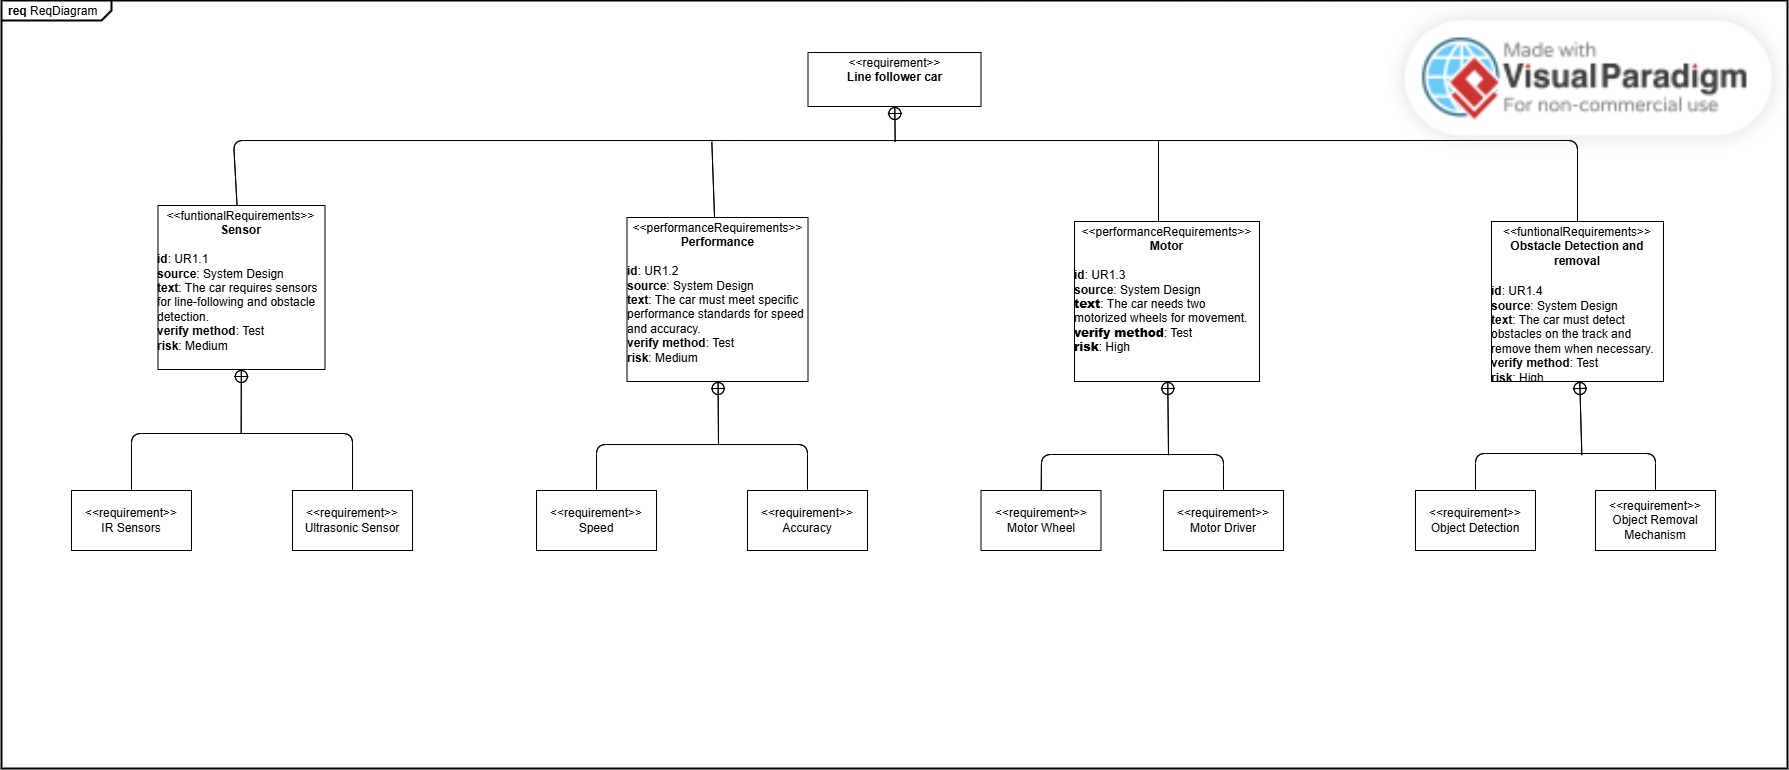 req ReqDiagram
Made with
Visual Paradigm
For non-commercial use
<<requirement>>
Line follower car
<<funtionalRequirements>>
Sensor
id: UR1.1
source: System Design
text: The car requires sensors
for line-following and obstacle
detection.
verify method: Test
risk: Medium
<<performanceRequirements>>
Performance
id: UR1.2
source: System Design
text: The car must meet specific
performance standards for speed
and accuracy.
verify method: Test
risk: Medium
<<performanceRequirements>>
Motor
id: UR1.3
source: System Design
text: The car needs two
motorized wheels for movement.
verify method: Test
risk: High
<<funtionalRequirements>>
Obstacle Detection and
removal
id: UR1.4
source: System Design
text: The car must detect
obstacles on the track and
remove them when necessary.
verify method: Test
risk: High
<<requirement>>
IR Sensors
<<requirement>>
Ultrasonic Sensor
<<requirement>>
Speed
<<requirement>>
Accuracy
<<requirement>>
Motor Wheel
<<requirement>>
Motor Driver
<<requirement>>
Object Detection
<<requirement>>
Object Removal
Mechanism